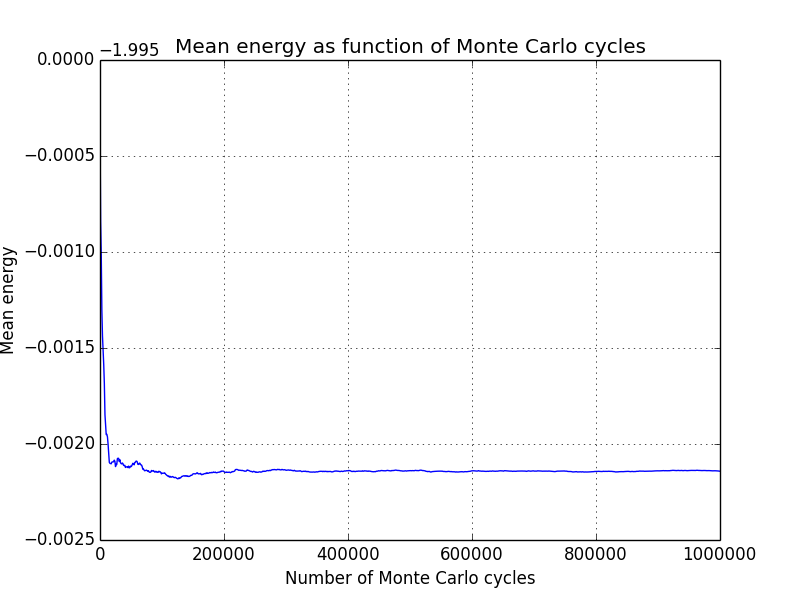 Mean energy as function of Monte Carlo cycles
−1.995
0.0000
−0.0005
−0.0010
−0.0015
−0.0020
−0.0025
Mean energy
0 200000 400000 600000 800000 1000000
Number of Monte Carlo cycles